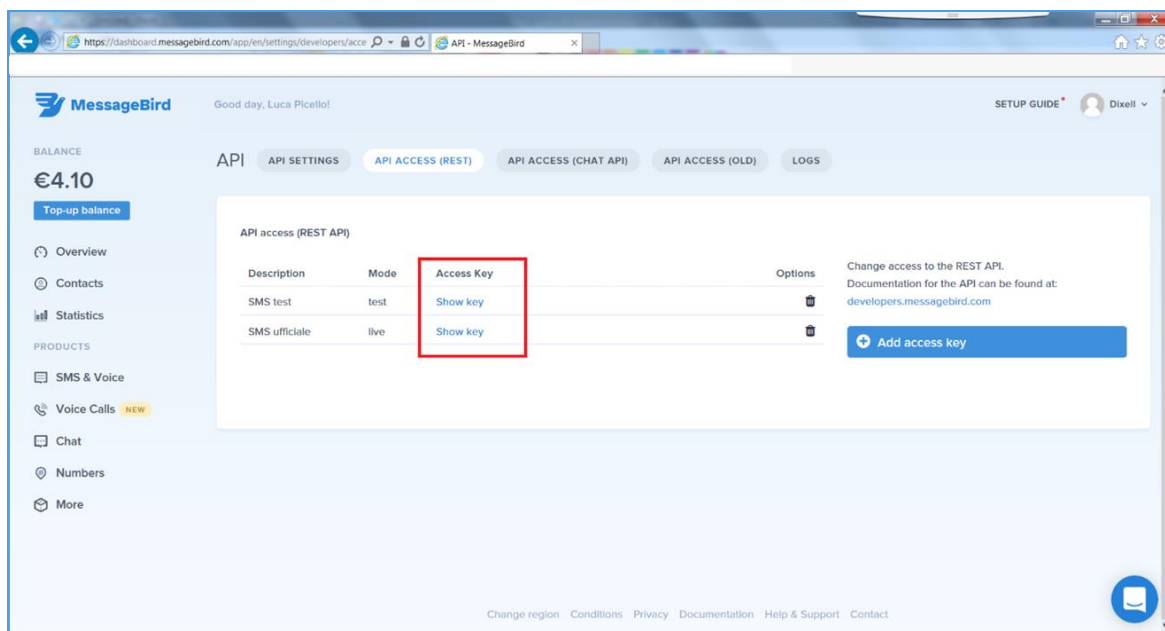 https://dashboard.messagebird.com/app/en/settings/developers/acce
API - MessageBird
MessageBird
Good day, Luca Picello!
SETUP GUIDE
Dixell
BALANCE
€4.10
Top-up balance
Overview
Contacts
Statistics
PRODUCTS
SMS & Voice
Voice Calls NEW
Chat
Numbers
More
API API SETTINGS API ACCESS (REST) API ACCESS (CHAT API) API ACCESS (OLD) LOGS
API access (REST API)
Description Mode Access Key Options
SMS test test Show key
SMS ufficiale live Show key
Change access to the REST API.
Documentation for the API can be found at:
developers.messagebird.com
Add access key
Change region Conditions Privacy Documentation Help & Support Contact